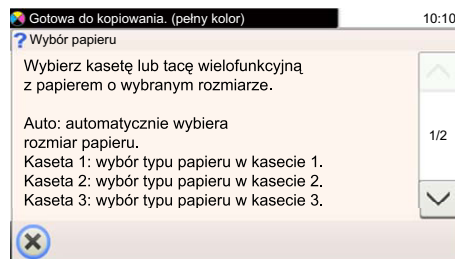 Gotowa do kopiowania. (pełny kolor) 10:10
? Wybór papieru
Wybierz kasetę lub tacę wielofunkcyjną
z papierem o wybranym rozmiarze.
Auto: automatycznie wybiera
rozmiar papieru.
1/2
Kaseta 1: wybór typu papieru w kasecie 1.
Kaseta 2: wybór typu papieru w kasecie 2.
Kaseta 3: wybór typu papieru w kasecie 3.